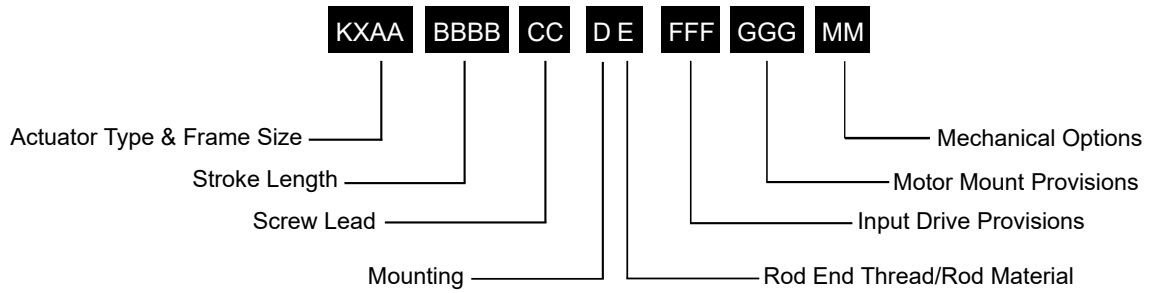 KXAA BBBB CC D E FFF GGG MM
Actuator Type & Frame Size
Mechanical Options
Stroke Length
Motor Mount Provisions
Screw Lead
Input Drive Provisions
Mounting
Rod End Thread/Rod Material